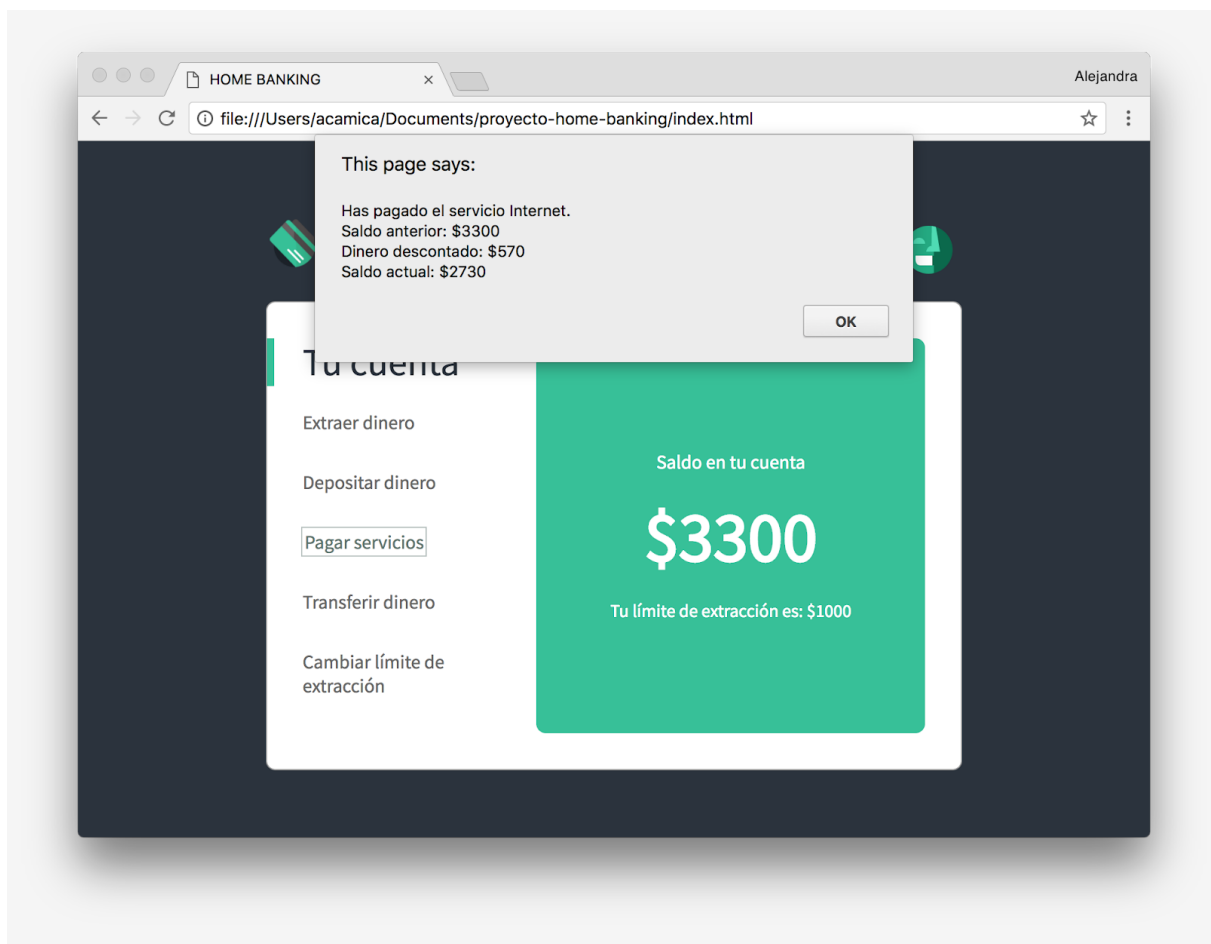 HOME BANKING
Alejandra
file:///Users/acamica/Documents/proyecto-home-banking/index.html
This page says:
Has pagado el servicio Internet.
Saldo anterior: $3300
Dinero descontado: $570
Saldo actual: $2730
OK
Tu cuenta
Extraer dinero
Depositar dinero
Pagar servicios
Transferir dinero
Cambiar límite de
extracción
Saldo en tu cuenta
$3300
Tu límite de extracción es: $1000